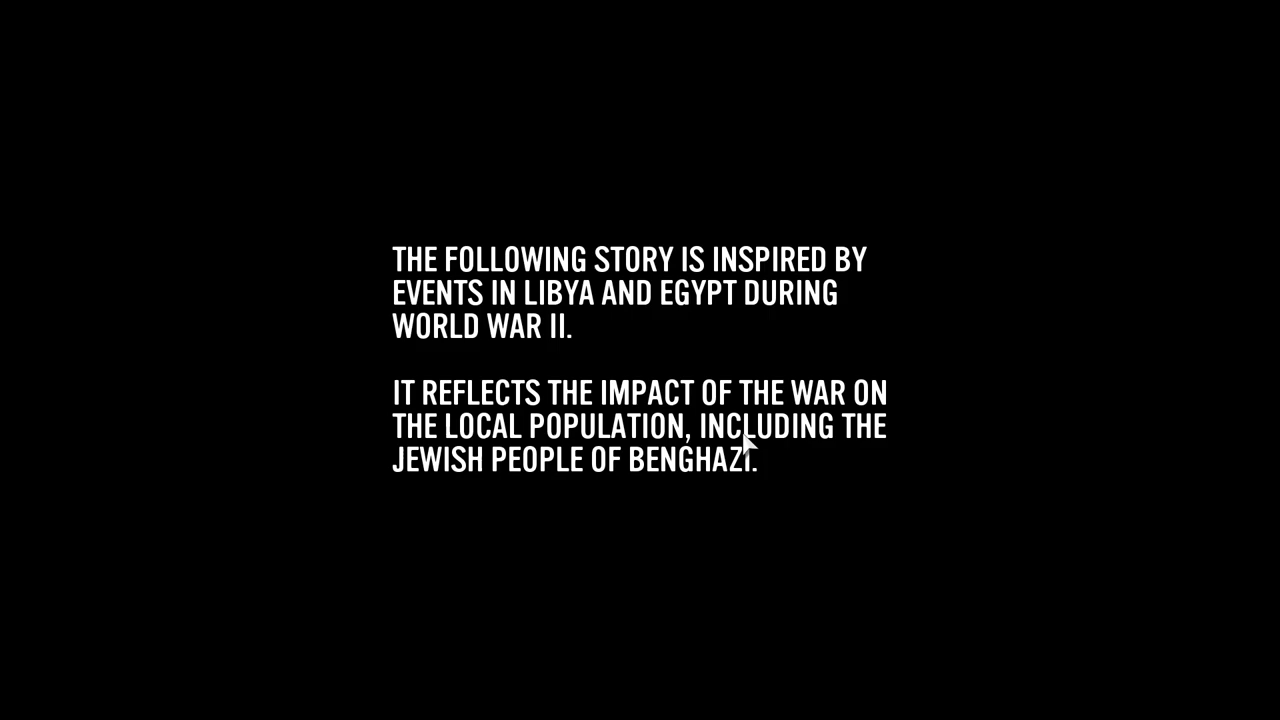 THE FOLLOWING STORY IS INSPIRED BY
EVENTS IN LIBYA AND EGYPT DURING
WORLD WAR II.
IT REFLECTS THE IMPACT OF THE WAR ON
THE LOCAL POPULATION, INCLUDING THE
JEWISH PEOPLE OF BENGHAZI.